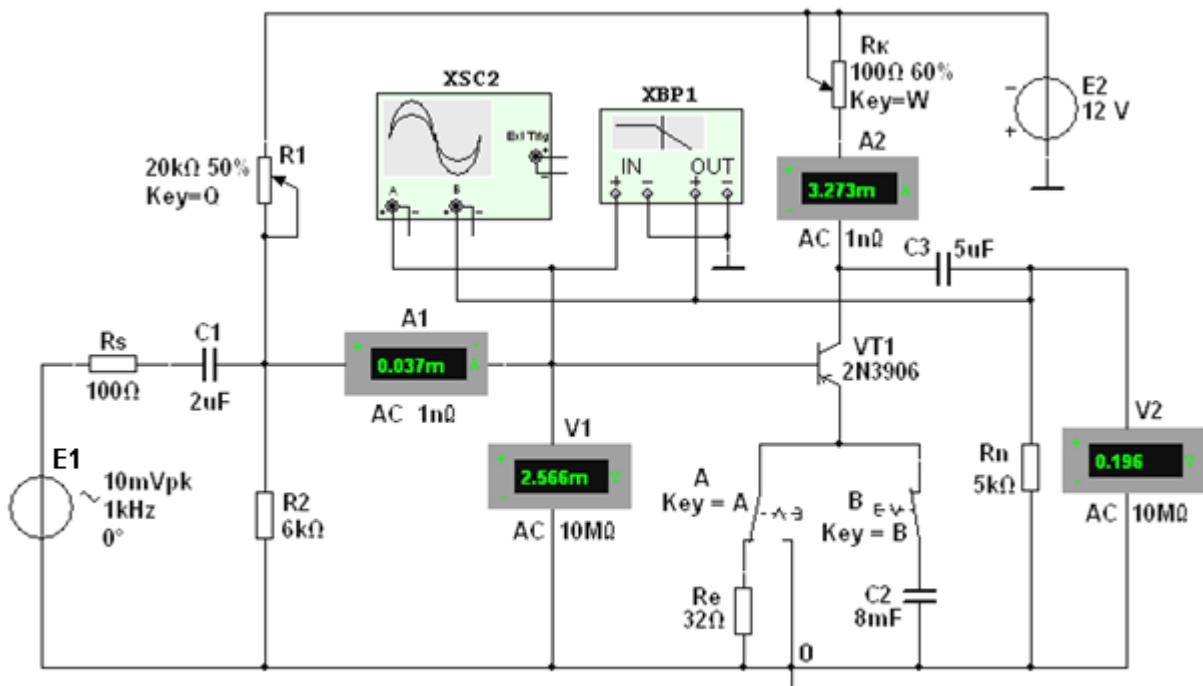 XSC2
Ext Trig
+
-
A
B
+
-
+
-
XBP1
IN
OUT
+
-
+
-
Rк
100Ω 60%
Key=W
-
+
E2
12 V
A2
+
-
3.273m
A
AC 1nΩ
R1
20kΩ 50%
Key=Q
C3
5uF
Rs
100Ω
C1
2uF
A1
+
-
0.037m
A
AC 1nΩ
VT1
2N3906
V1
+
-
2.566m
V
AC 10MΩ
V2
+
-
0.196
V
AC 10MΩ
Rn
5kΩ
E1
10mVpk
1kHz
0°
R2
6kΩ
A
Key = A
B
Key = B
Re
32Ω
C2
8mF
0